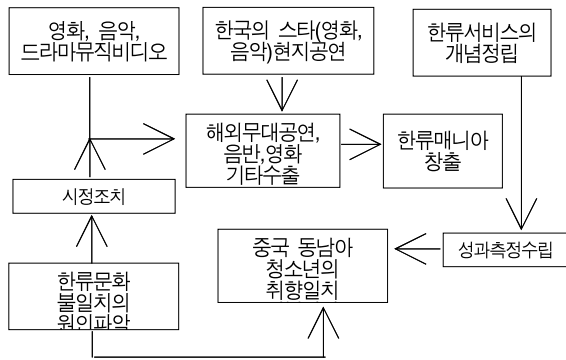 영화, 음악,
드라마뮤직비디오
한국의 스타(영화,
음악)현지공연
한류서비스의
개념정립
해외무대공연,
음반,영화
기타수출
한류매니아
창출
시정조치
중국 동남아
청소년의
취향일치
성과측정수립
한류문화
불일치의
원인파악